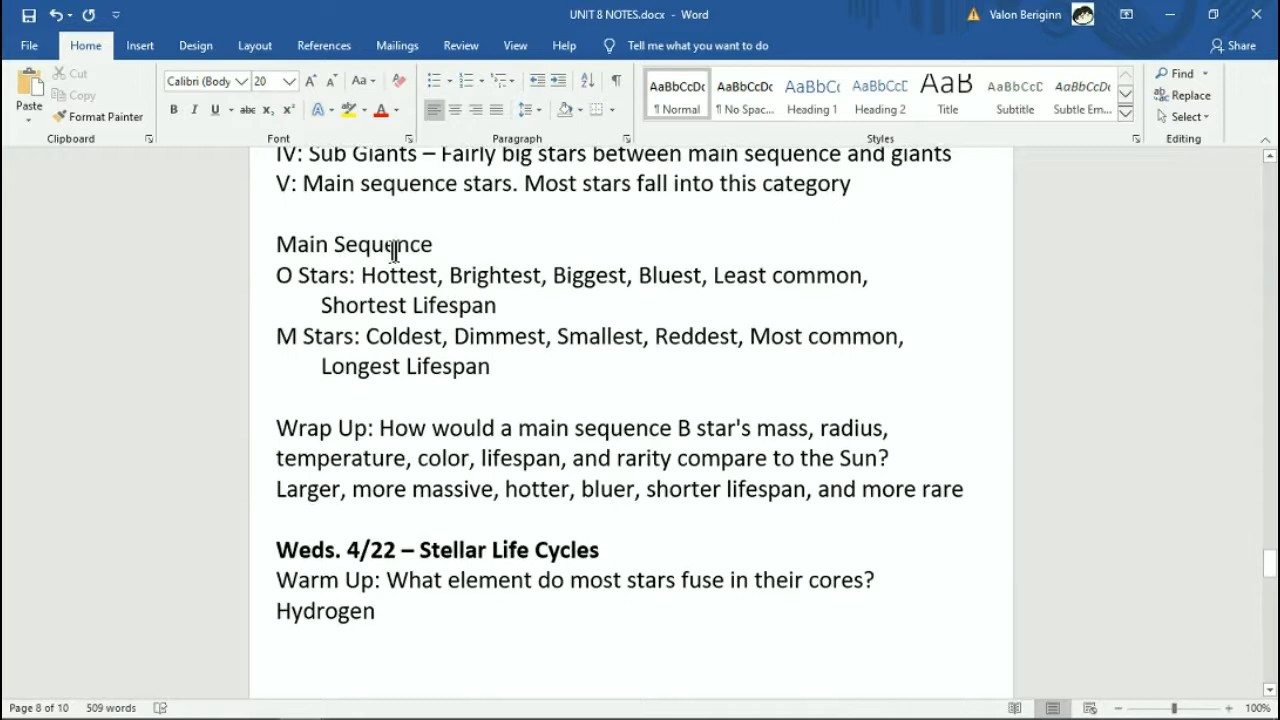 UNIT 8 NOTES.docx - Word
Valon Beriginn
File Home Insert Design Layout References Mailings Review View Help Tell me what you want to do Share
Paste
Cut
Copy
Format Painter
Clipboard
Calibri (Body 20
Font
Paragraph
AaBbCcDc AaBbCcDc AaBbCc AaBbCcD AaB AaBbCcD AaBbCcDc
¶ Normal ¶ No Spac... Heading 1 Heading 2 Title Subtitle Subtle Em...
Styles
Find
Replace
Select
Editing
IV: Sub Giants – Fairly big stars between main sequence and giants
V: Main sequence stars. Most stars fall into this category
Main Sequence
O Stars: Hottest, Brightest, Biggest, Bluest, Least common,
Shortest Lifespan
M Stars: Coldest, Dimmest, Smallest, Reddest, Most common,
Longest Lifespan
Wrap Up: How would a main sequence B star's mass, radius,
temperature, color, lifespan, and rarity compare to the Sun?
Larger, more massive, hotter, bluer, shorter lifespan, and more rare
Weds. 4/22 – Stellar Life Cycles
Warm Up: What element do most stars fuse in their cores?
Hydrogen
Page 8 of 10 509 words 100%